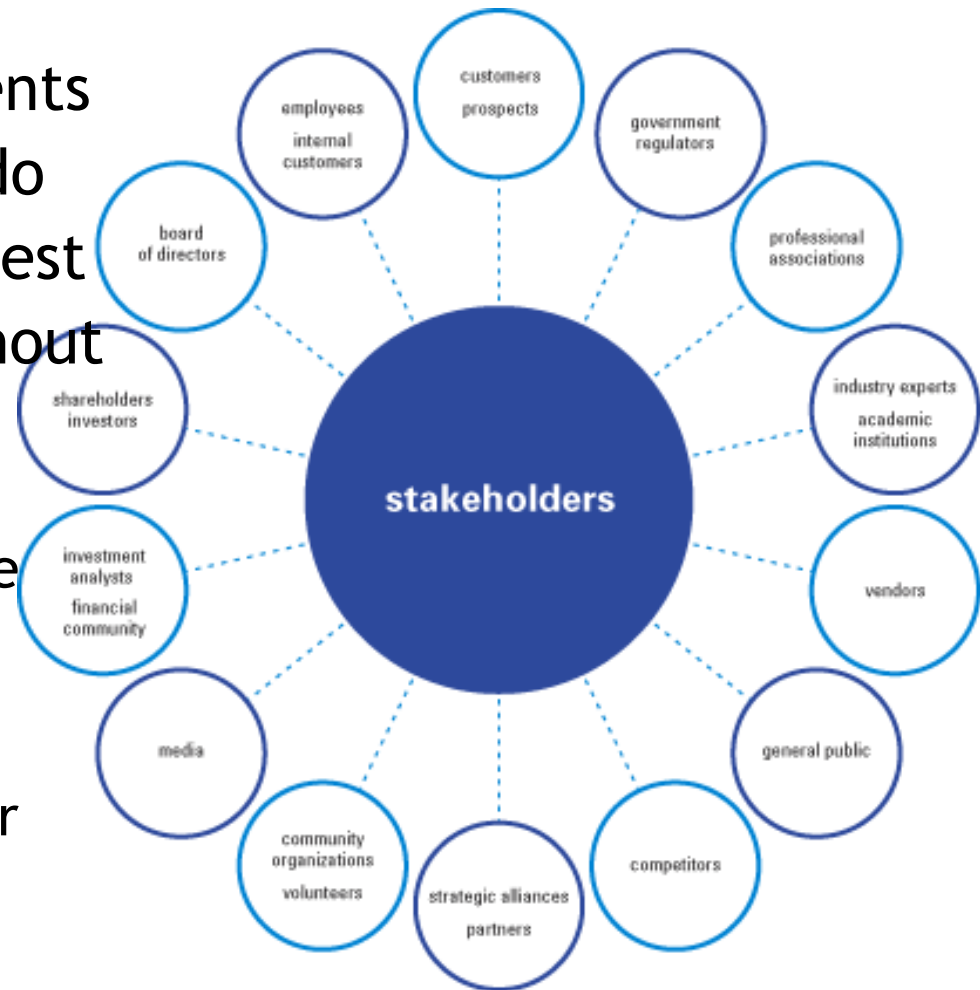 ents
do
est
hout
e
r
customers
prospects
government
regulators
professional
associations
industry experts
academic
institutions
vendors
general public
competitors
strategic alliances
partners
community
organizations
volunteers
media
investment
analysts
financial
community
shareholders
investors
board
of directors
employees
internal
customers
stakeholders